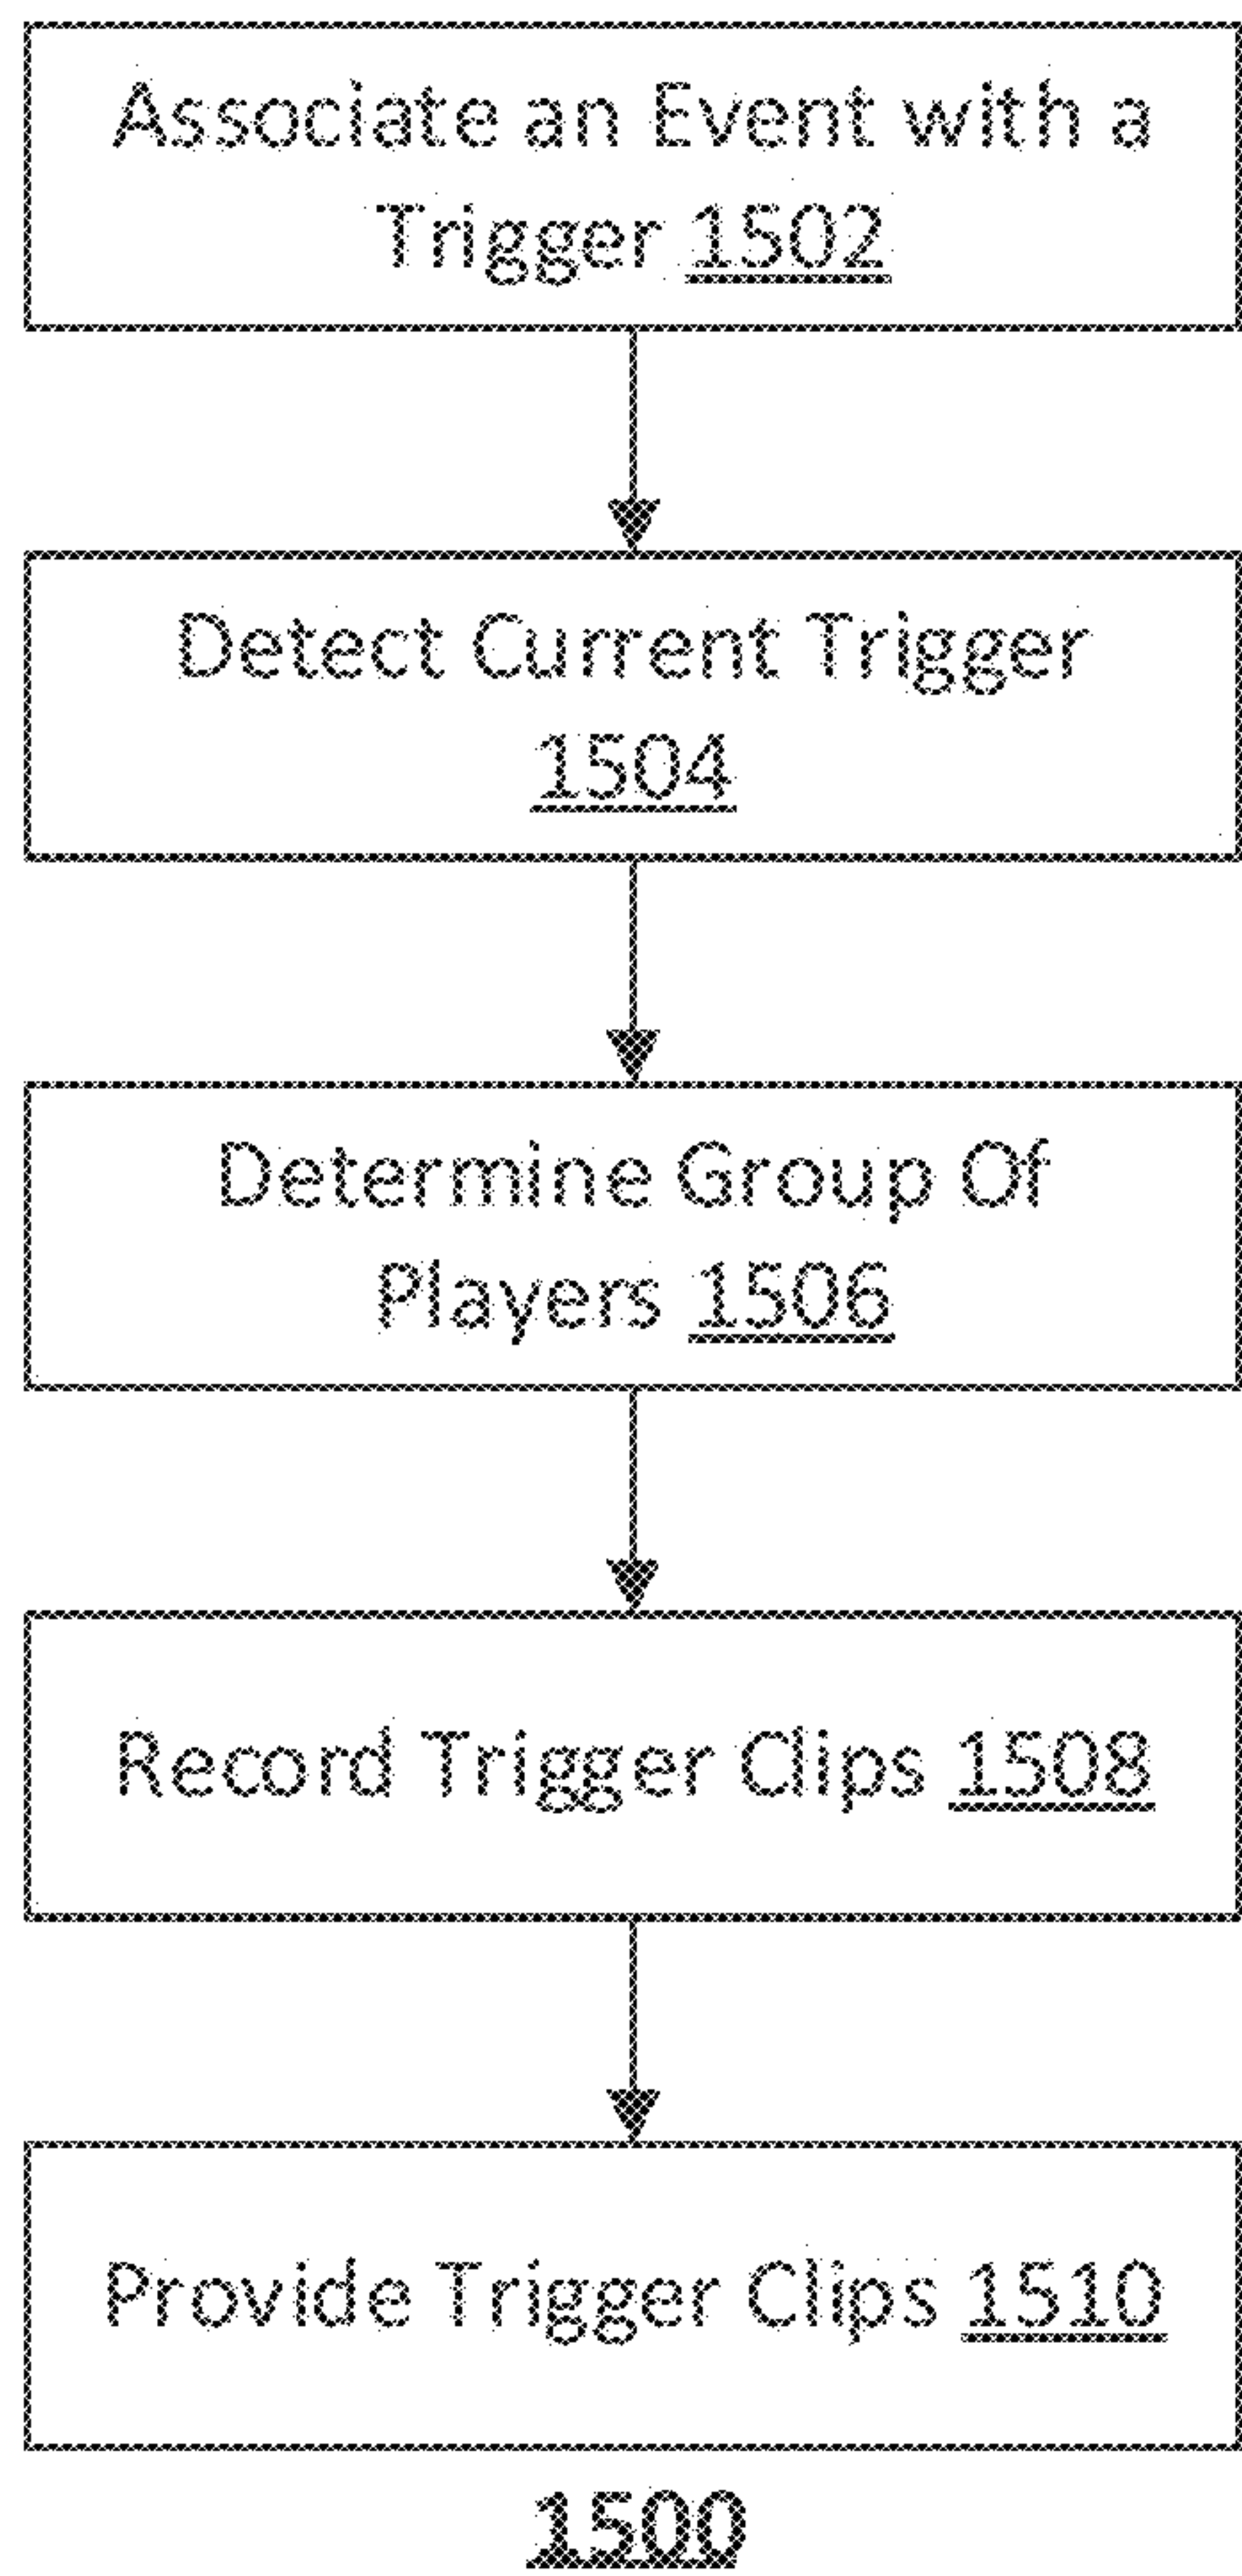 Associate an Event with a
Trigger 1502
Detect Current Trigger
1504
Determine Group Of
Players 1506
Record Trigger Clips 1508
Provide Trigger Clips 1510
1500